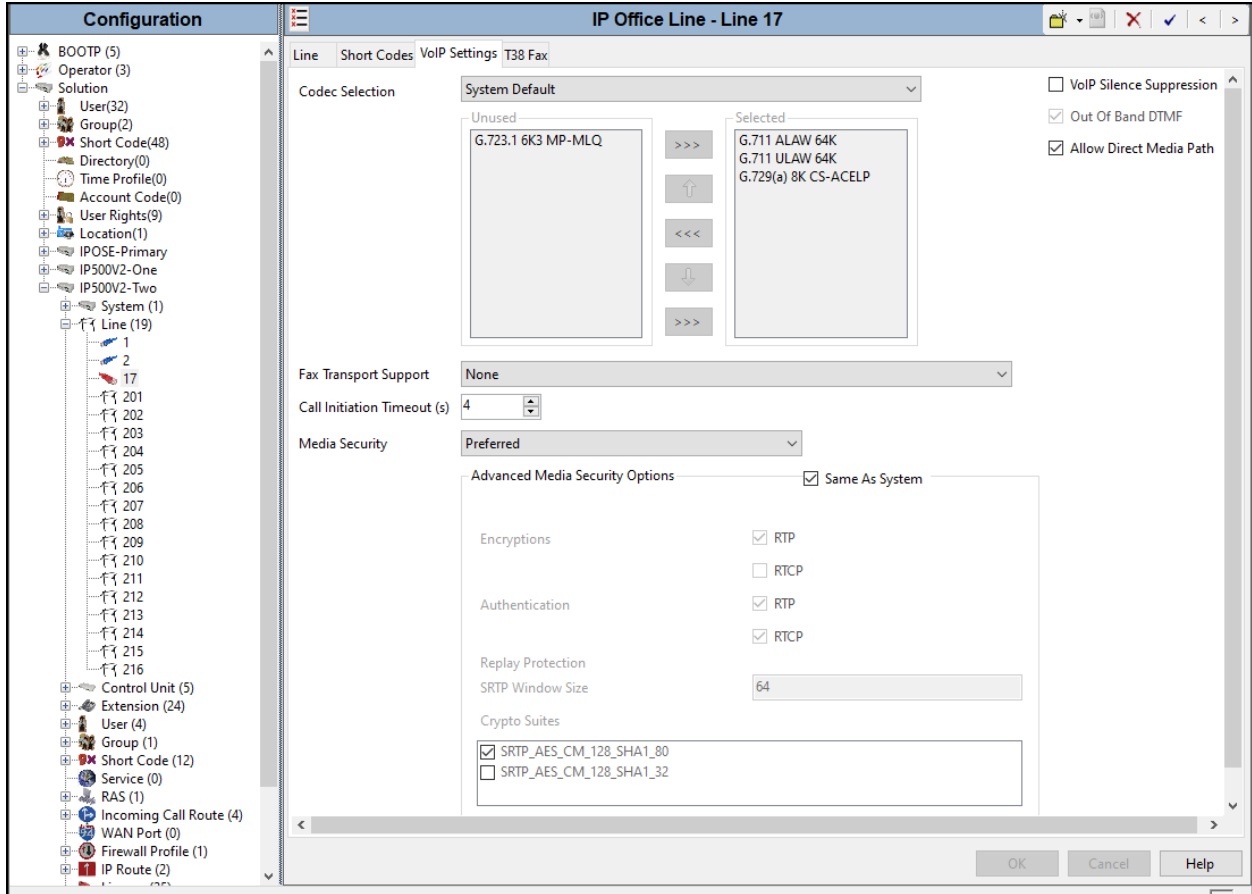 Configuration
BOOTP (5)
Operator (3)
Solution
User(32)
Group(2)
Short Code(48)
Directory(0)
Time Profile(0)
Account Code(0)
User Rights(9)
Location(1)
IPOSE-Primary
IP500V2-One
IP500V2-Two
System (1)
Line (19)
1
2
17
201
202
203
204
205
206
207
208
209
210
211
212
213
214
215
216
Control Unit (5)
Extension (24)
User (4)
Group (1)
Short Code (12)
Service (0)
RAS (1)
Incoming Call Route (4)
WAN Port (0)
Firewall Profile (1)
IP Route (2)
IP Office Line - Line 17
Line Short Codes VoIP Settings T38 Fax
Codec Selection System Default
Unused
G.723.1 6K3 MP-MLQ
>>>
<<<
>>>
Selected
G.711 ALAW 64K
G.711 ULAW 64K
G.729(a) 8K CS-ACELP
VoIP Silence Suppression
Out Of Band DTMF
Allow Direct Media Path
Fax Transport Support None
Call Initiation Timeout (s) 4
Media Security Preferred
Advanced Media Security Options Same As System
Encryptions RTP
RTCP
Authentication RTP
RTCP
Replay Protection
SRTP Window Size 64
Crypto Suites
SRTP_AES_CM_128_SHA1_80
SRTP_AES_CM_128_SHA1_32
OK Cancel Help